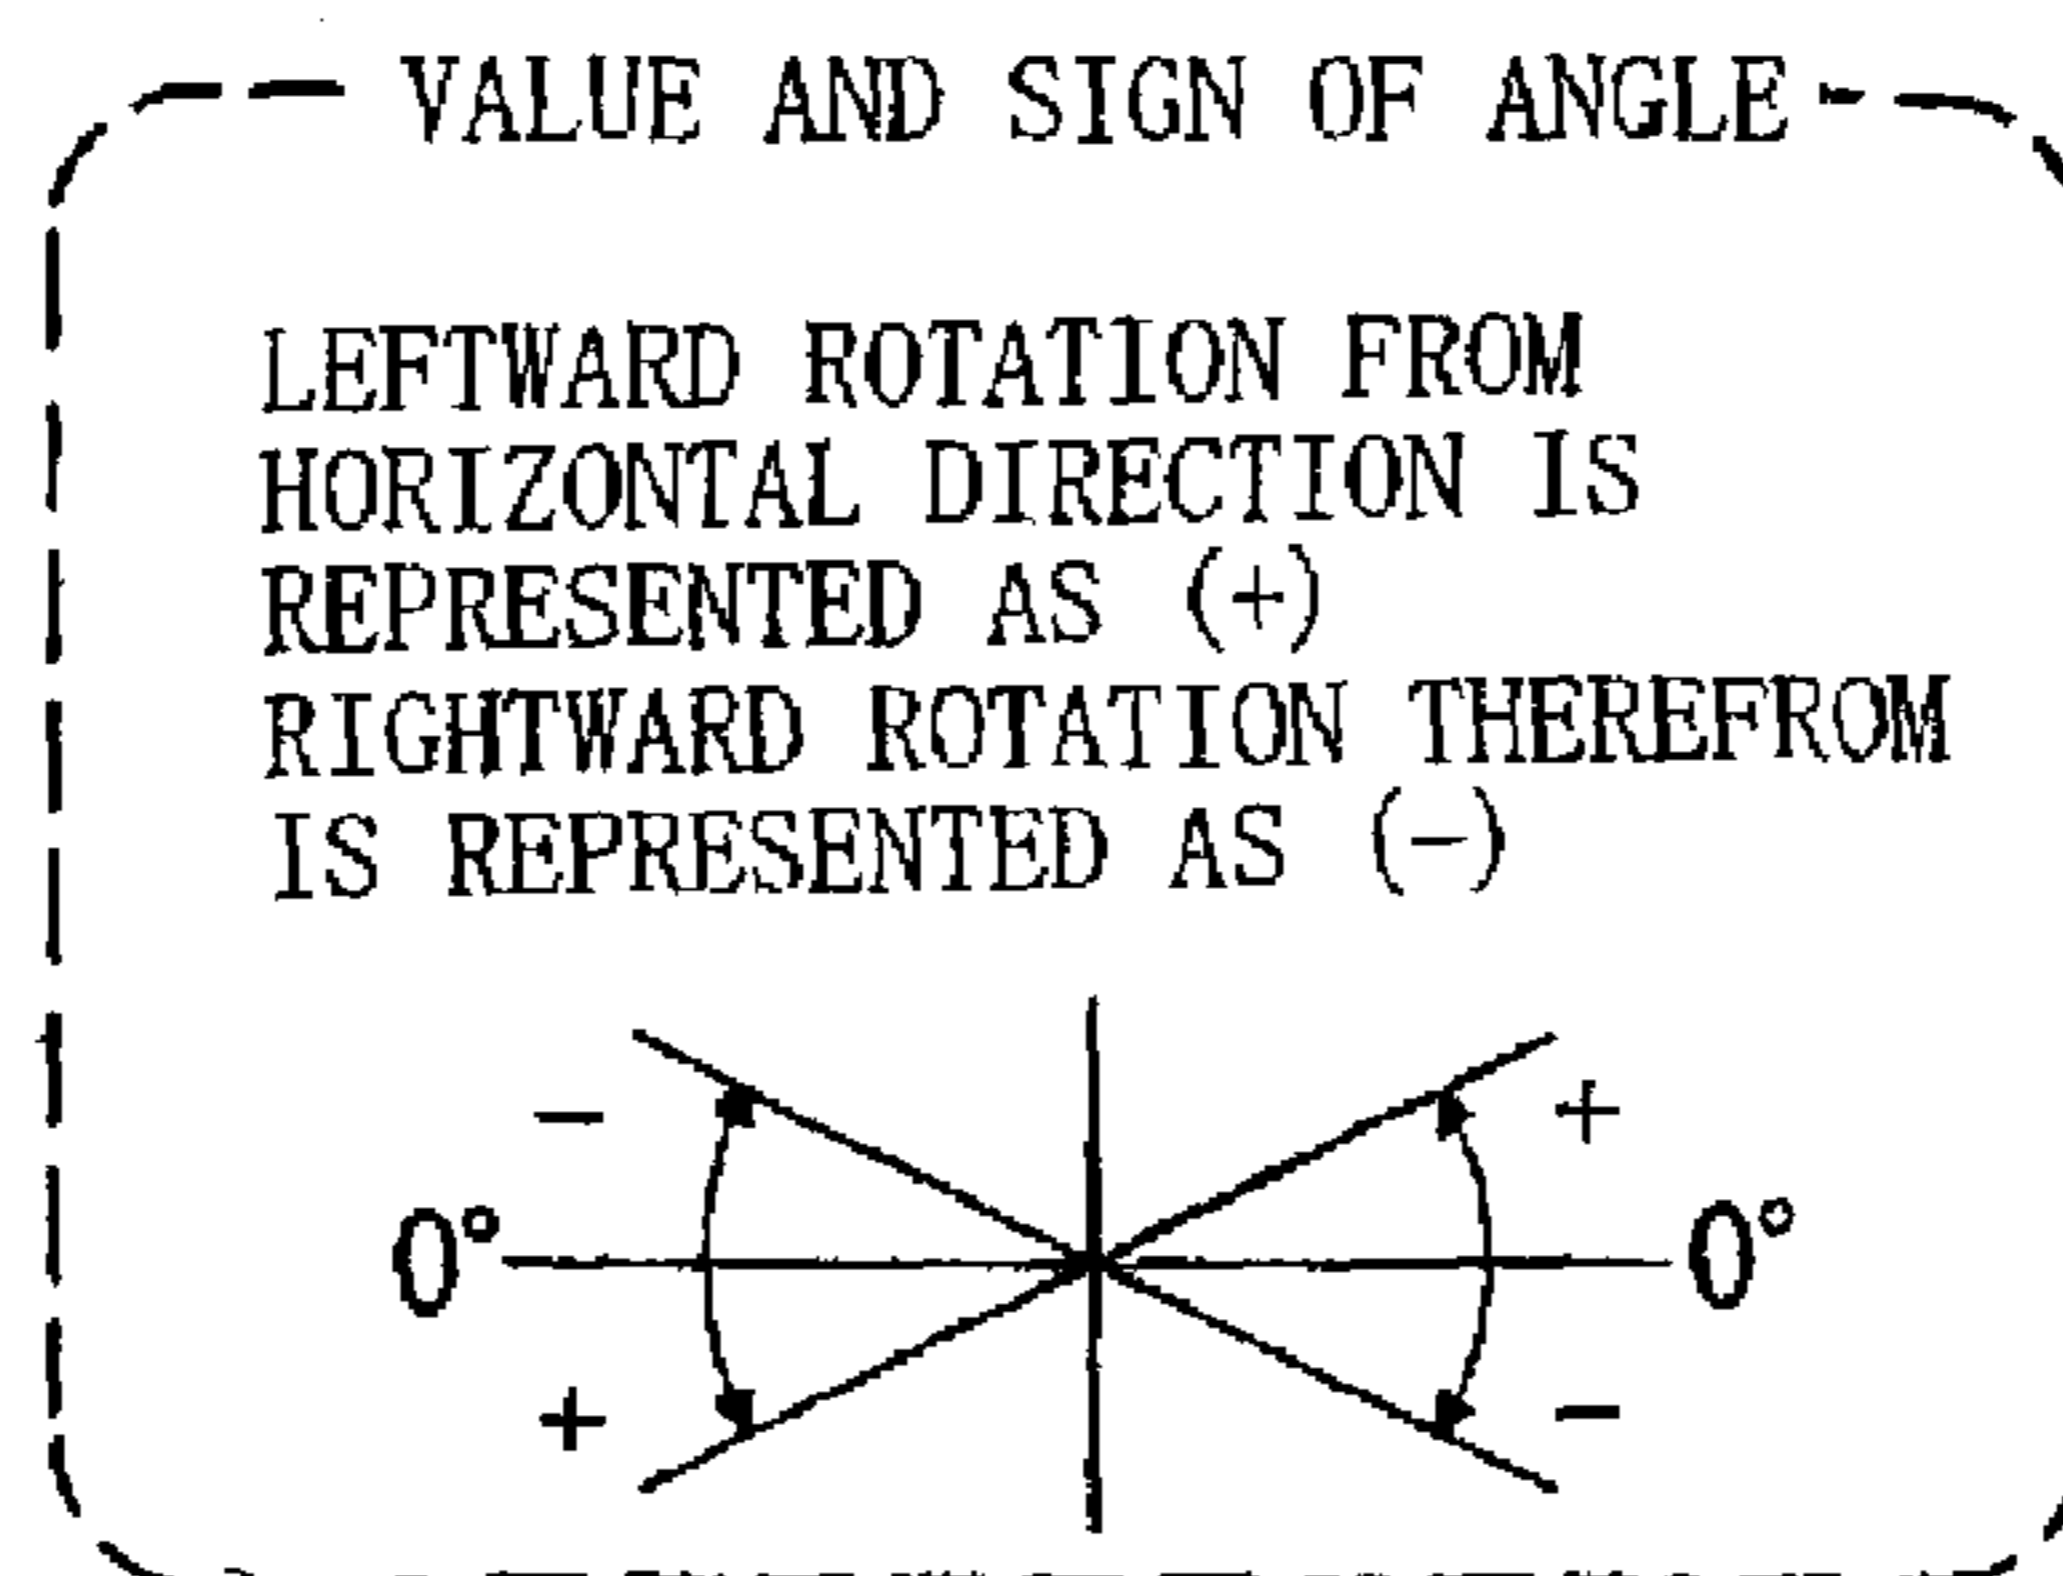 VALUE AND SIGN OF ANGLE
LEFTWARD ROTATION FROM
HORIZONTAL DIRECTION IS
REPRESENTED AS (+)
RIGHTWARD ROTATION THEREFROM
IS REPRESENTED AS (-)
- +
0° 0°
+ -